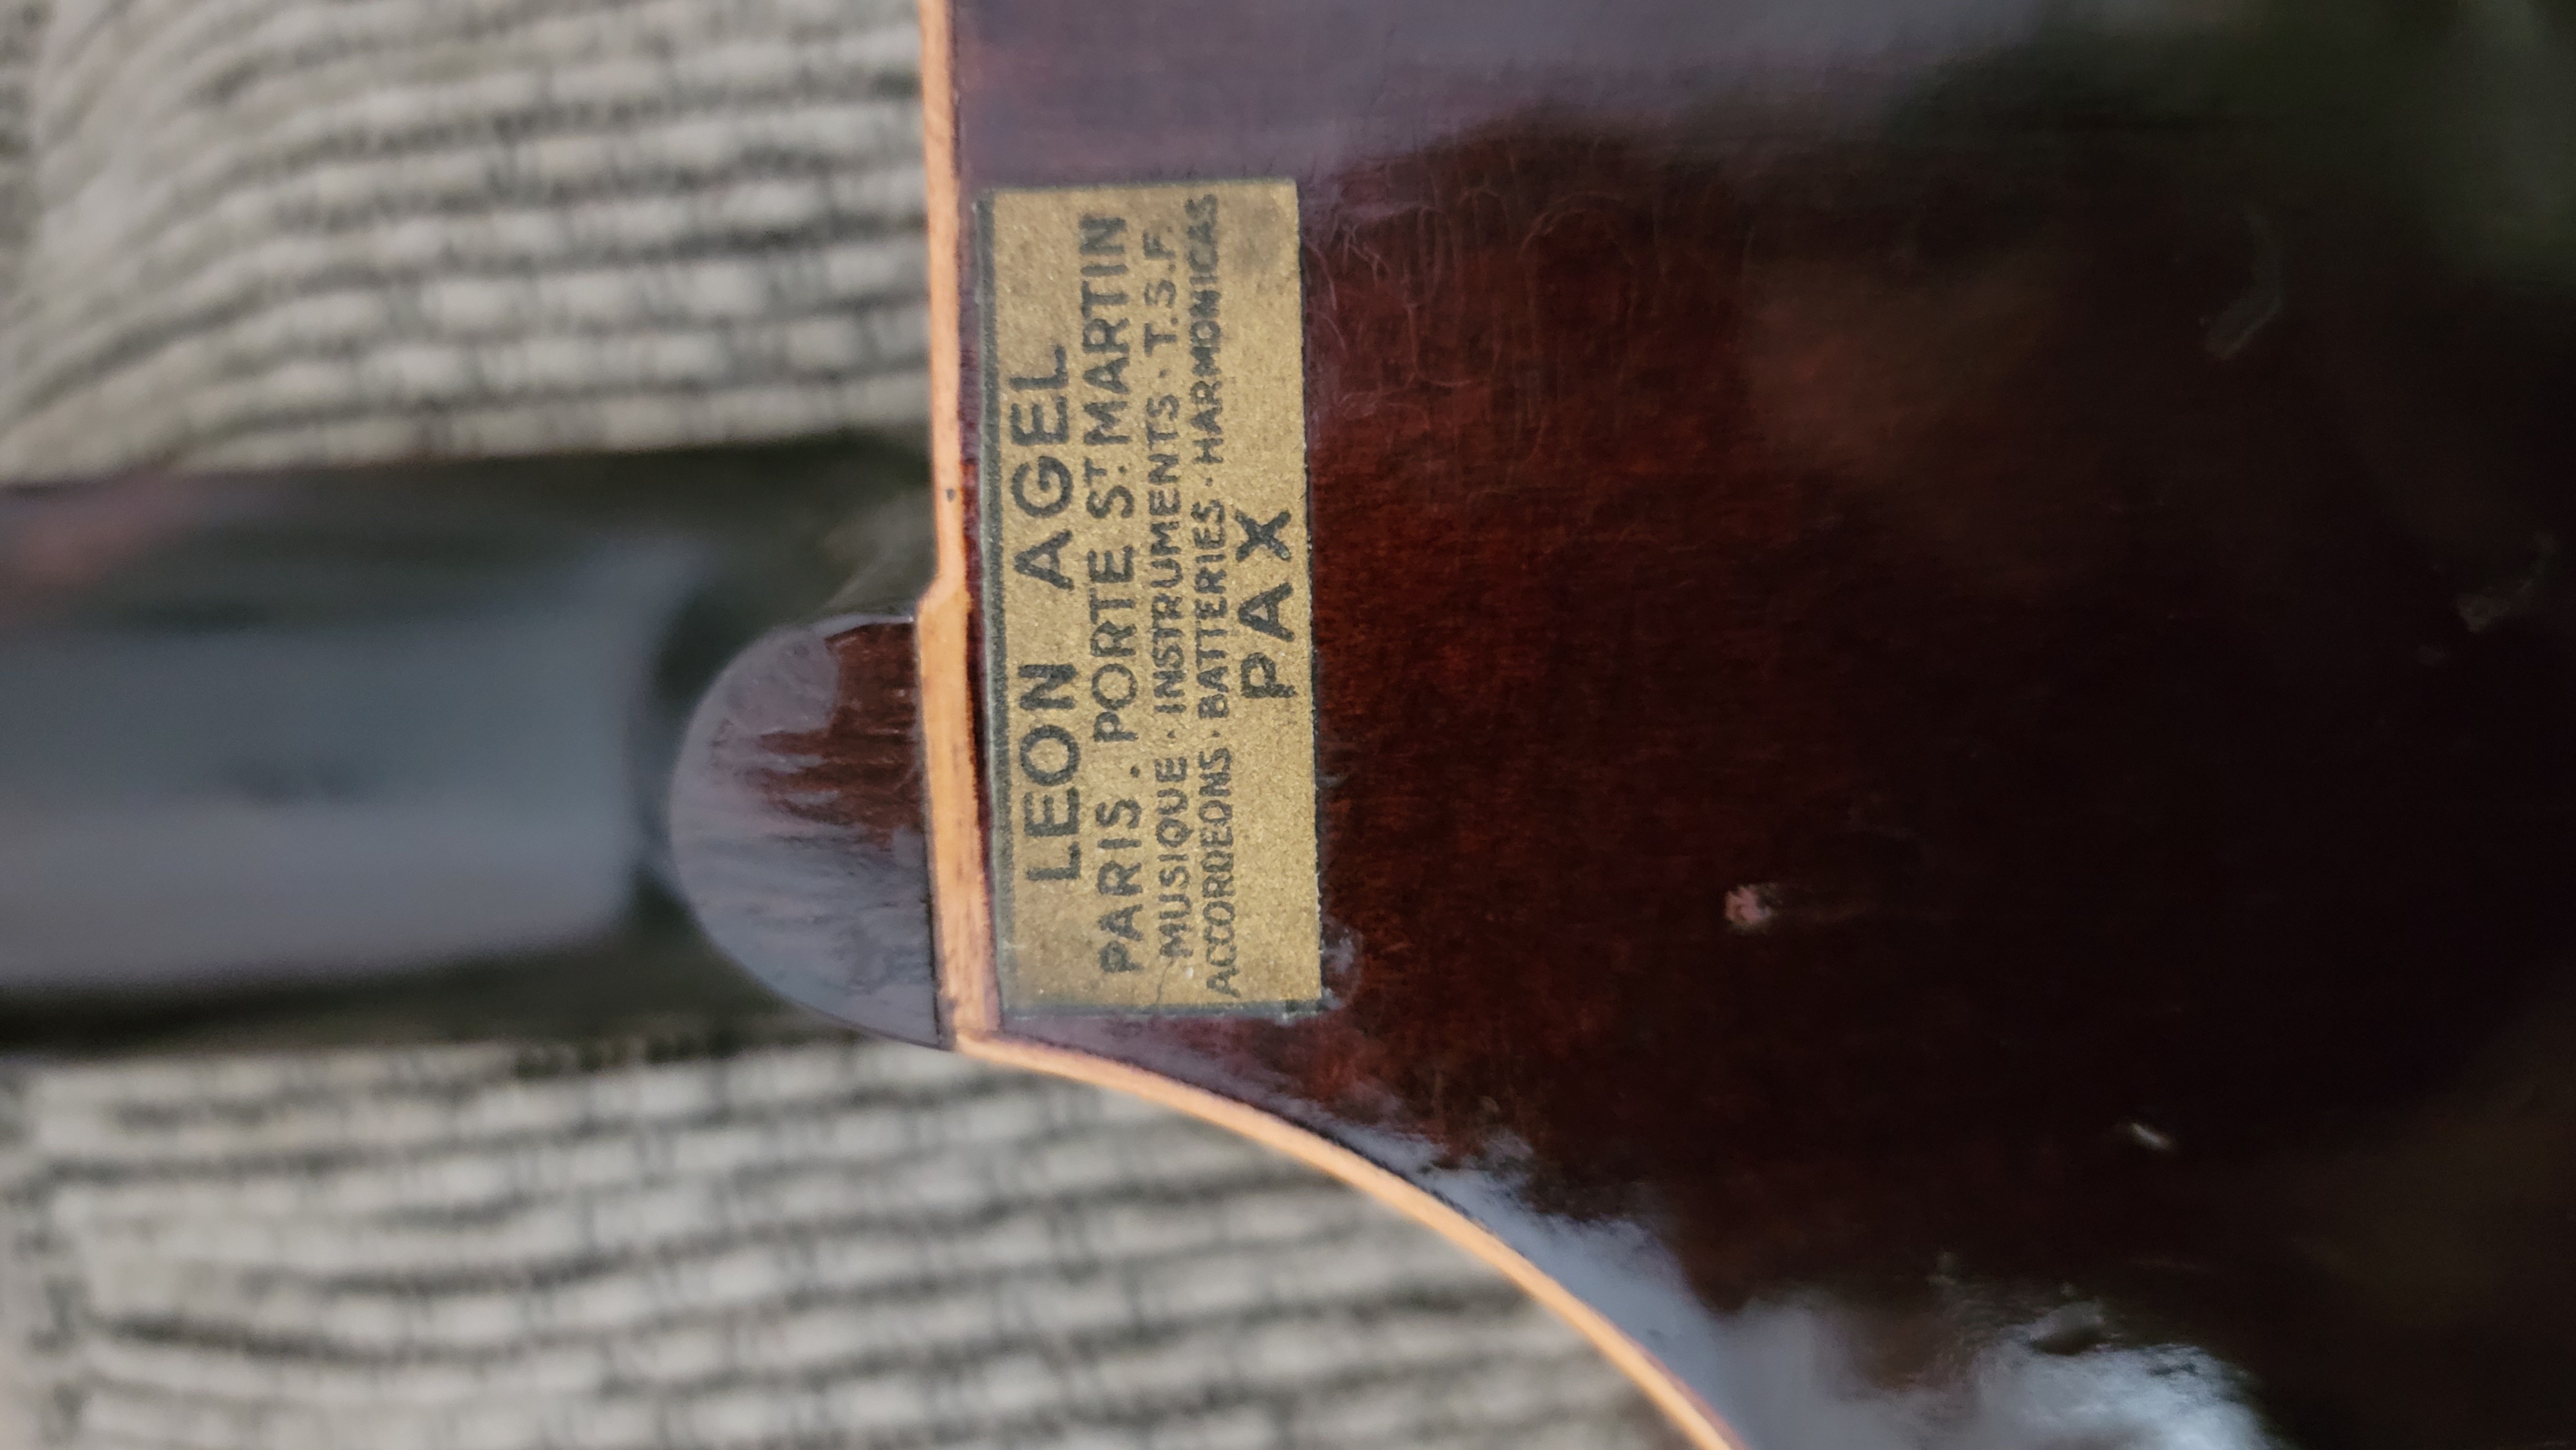 LEON AGEL
PARIS . PORTE ST. MARTIN
MUSIQUE · INSTRUMENTS · T.S.F.
ACCORDEONS · BATTERIES · HARMONICAS
PAX